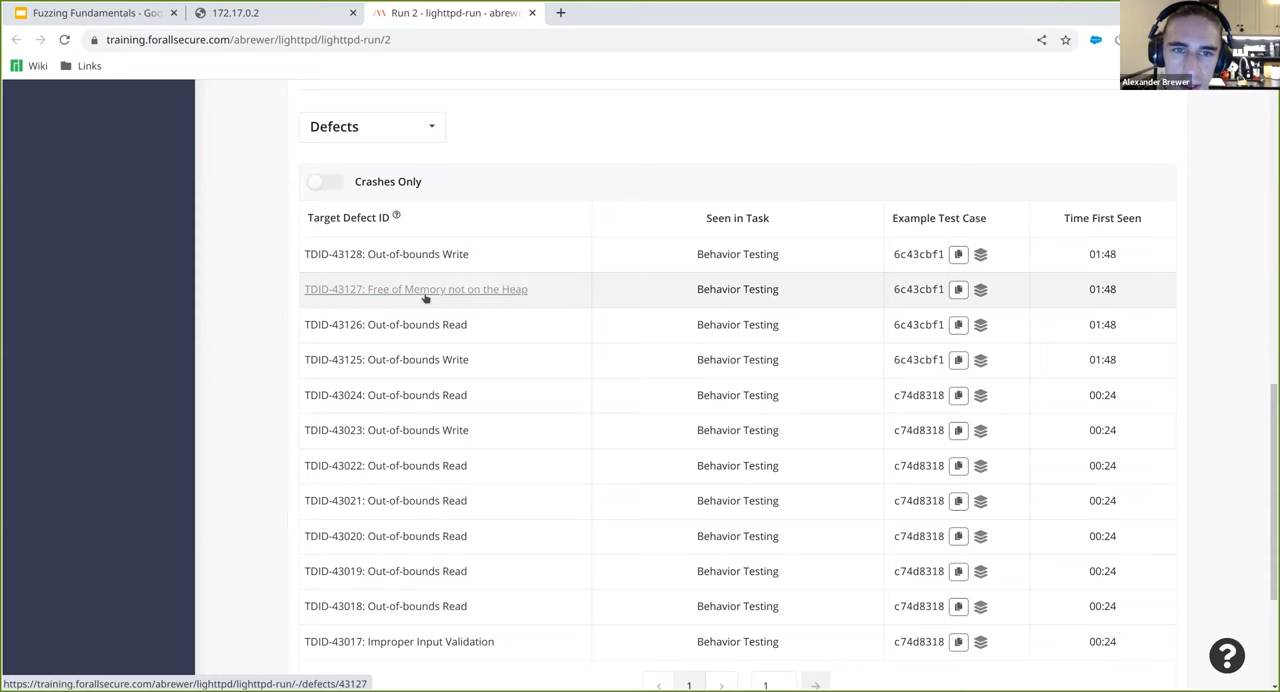 Fuzzing Fundamentals - Goo
172.17.0.2
Run 2 - lighttpd-run - abrewer
training.forallsecure.com/abrewer/lighttpd/lighttpd-run/2
Wiki Links
Alexander Brewer
Defects
Crashes Only
Target Defect ID ? Seen in Task Example Test Case Time First Seen
TDID-43128: Out-of-bounds Write Behavior Testing 6c43cbf1 01:48
TDID-43127: Free of Memory not on the Heap Behavior Testing 6c43cbf1 01:48
TDID-43126: Out-of-bounds Read Behavior Testing 6c43cbf1 01:48
TDID-43125: Out-of-bounds Write Behavior Testing 6c43cbf1 01:48
TDID-43024: Out-of-bounds Read Behavior Testing c74d8318 00:24
TDID-43023: Out-of-bounds Write Behavior Testing c74d8318 00:24
TDID-43022: Out-of-bounds Read Behavior Testing c74d8318 00:24
TDID-43021: Out-of-bounds Read Behavior Testing c74d8318 00:24
TDID-43020: Out-of-bounds Read Behavior Testing c74d8318 00:24
TDID-43019: Out-of-bounds Read Behavior Testing c74d8318 00:24
TDID-43018: Out-of-bounds Read Behavior Testing c74d8318 00:24
TDID-43017: Improper Input Validation Behavior Testing c74d8318 00:24
‹ 1 › 1 →
?
https://training.forallsecure.com/abrewer/lighttpd/lighttpd-run/-/defects/43127